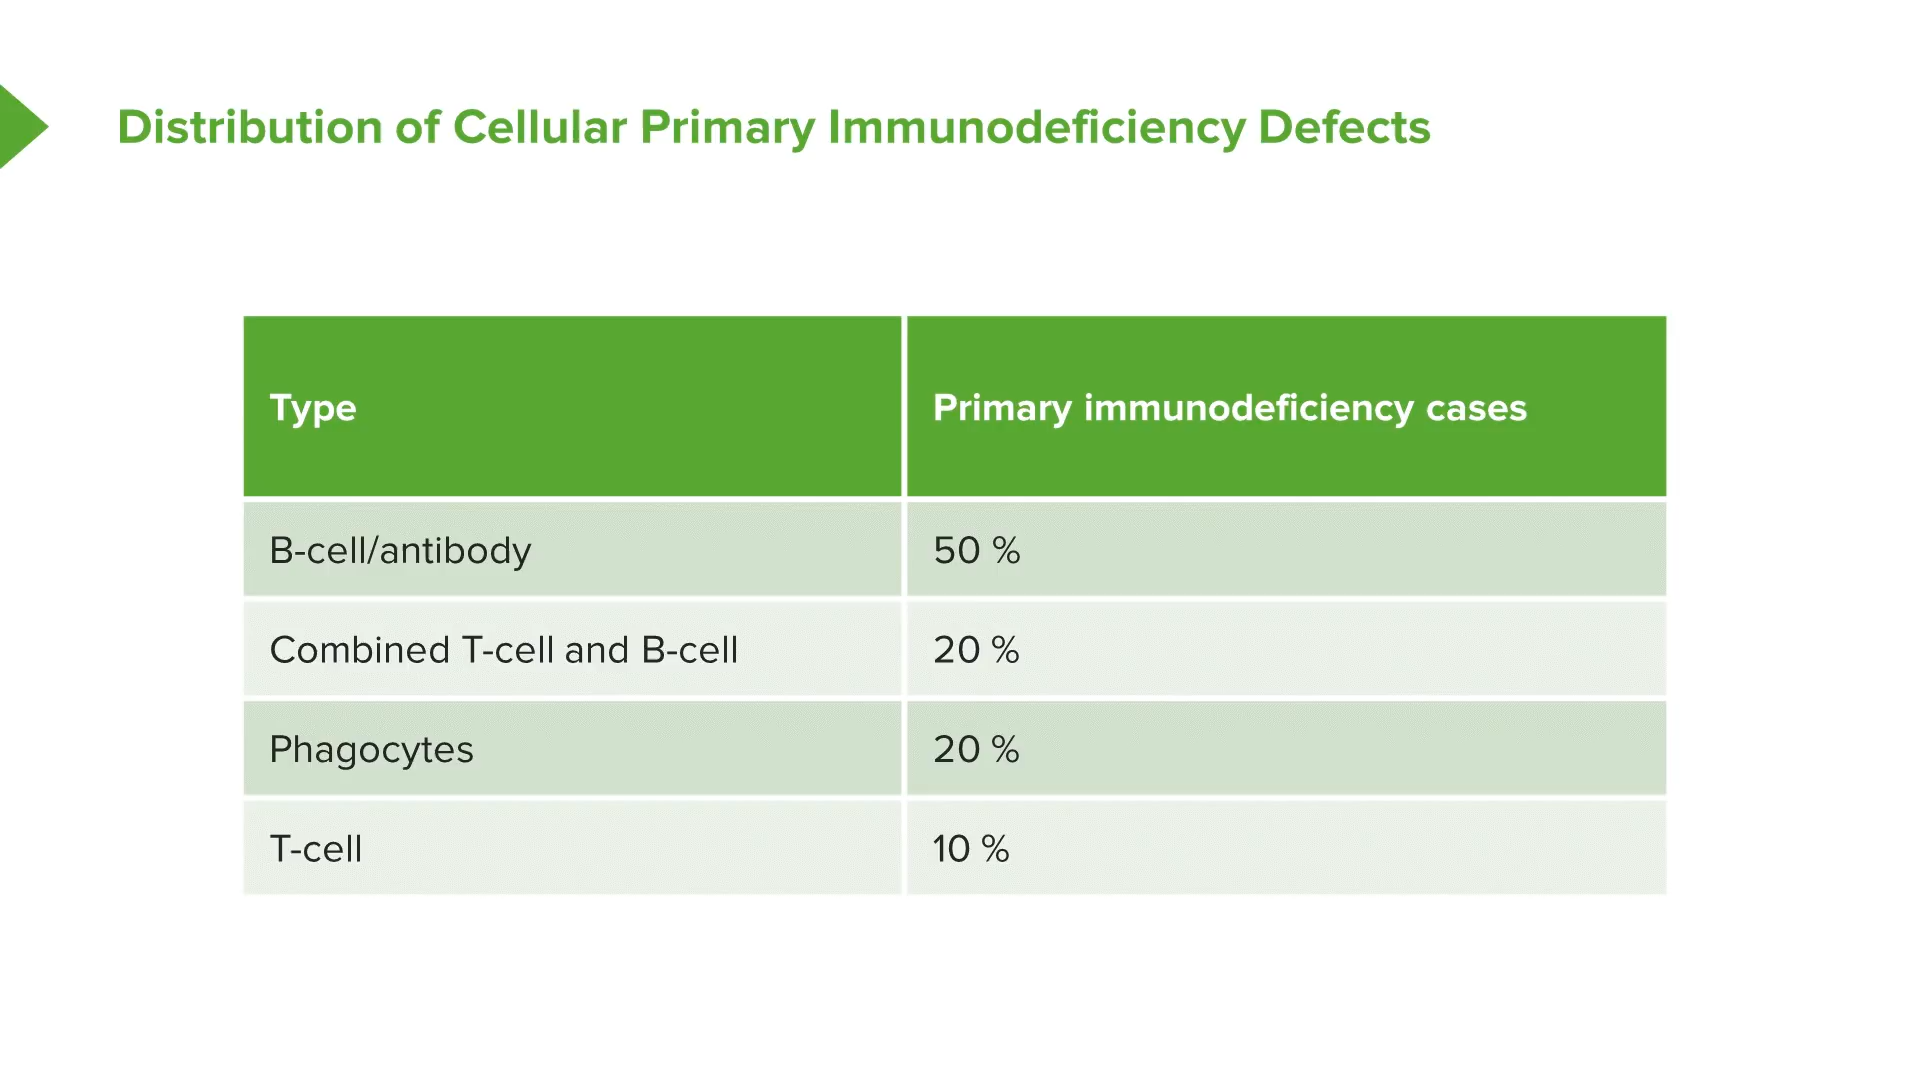 Distribution of Cellular Primary Immunodeficiency Defects
Type
Primary immunodeficiency cases
B-cell/antibody
50 %
Combined T-cell and B-cell
20 %
Phagocytes
20 %
T-cell
10 %